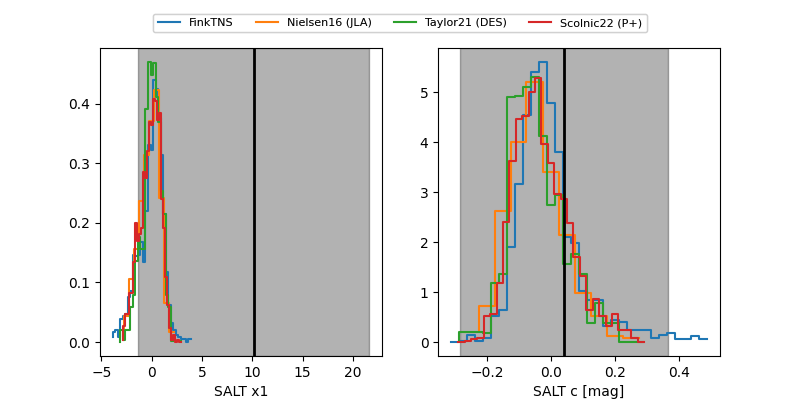 FinkTNS Nielsen16 (JLA) Taylor21 (DES) Scolnic22 (P+)
0.4
0.3
0.2
0.1
0.0
−5 0 5 10 15 20
SALT x1
5
4
3
2
1
0
−0.2 0.0 0.2 0.4
SALT c [mag]